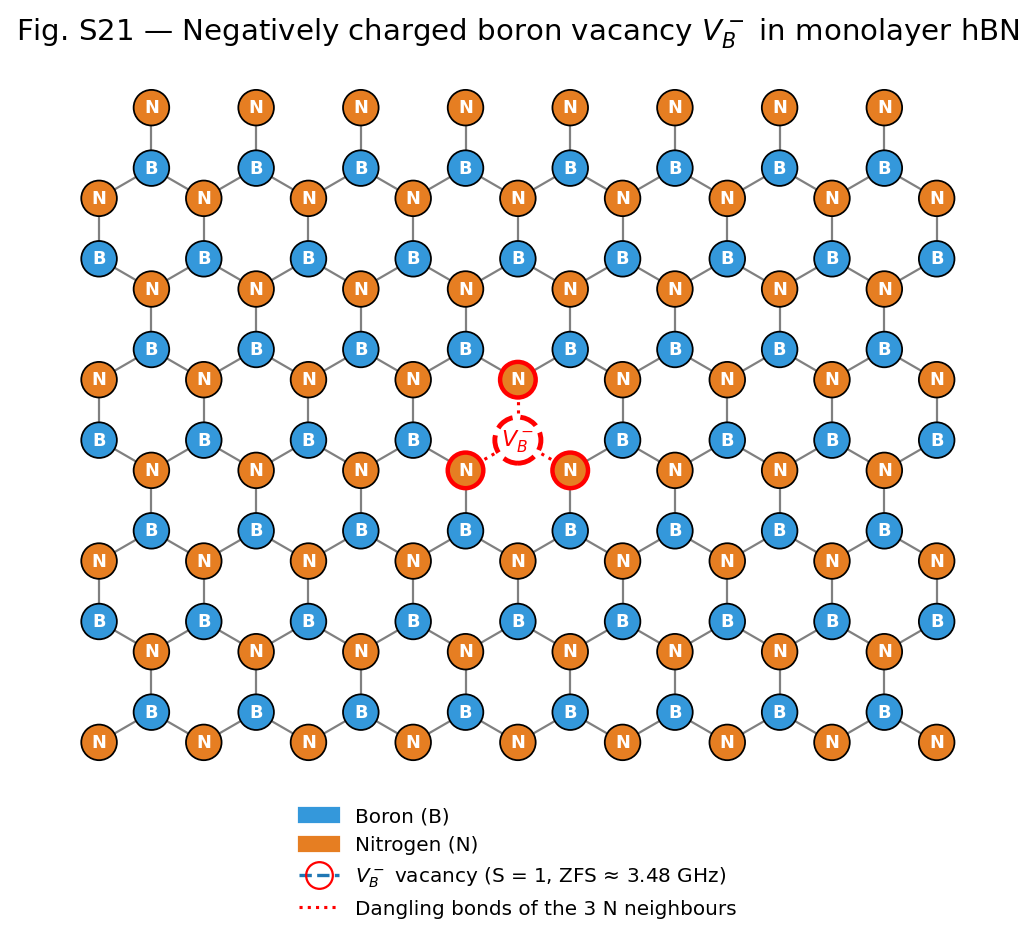 Fig. S21 — Negatively charged boron vacancy $V_B^-$ in monolayer hBN
N N N N N N N N
B B B B B B B B
N N N N N N N N N
B B B B B B B B B
N N N N N N N N
B B B B B B B B
N N N N N N N N N
B B B B $V_B^-$ B B B B
N N N N N N N N
B B B B B B B B
N N N N N N N N N
B B B B B B B B B
N N N N N N N N
B B B B B B B B
N N N N N N N N N
Boron (B)
Nitrogen (N)
$V_B^-$ vacancy (S = 1, ZFS ≈ 3.48 GHz)
Dangling bonds of the 3 N neighbours